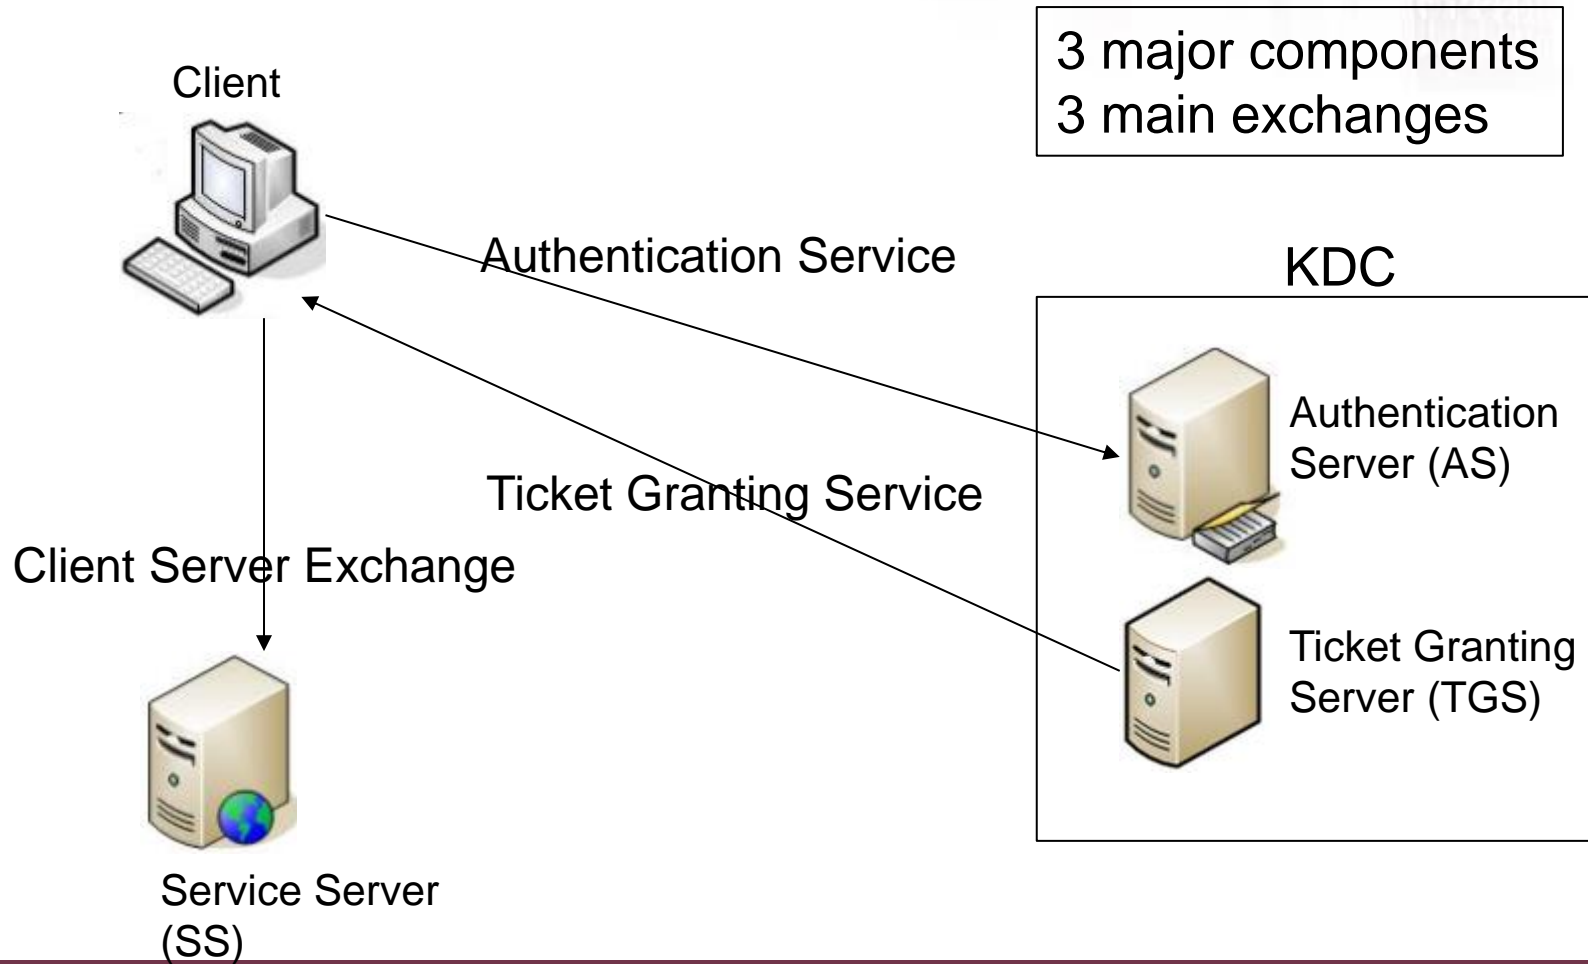 3 major components
3 main exchanges
Client
Authentication Service
KDC
Authentication
Server (AS)
Ticket Granting Service
Client Server Exchange
Ticket Granting
Server (TGS)
Service Server
(SS)